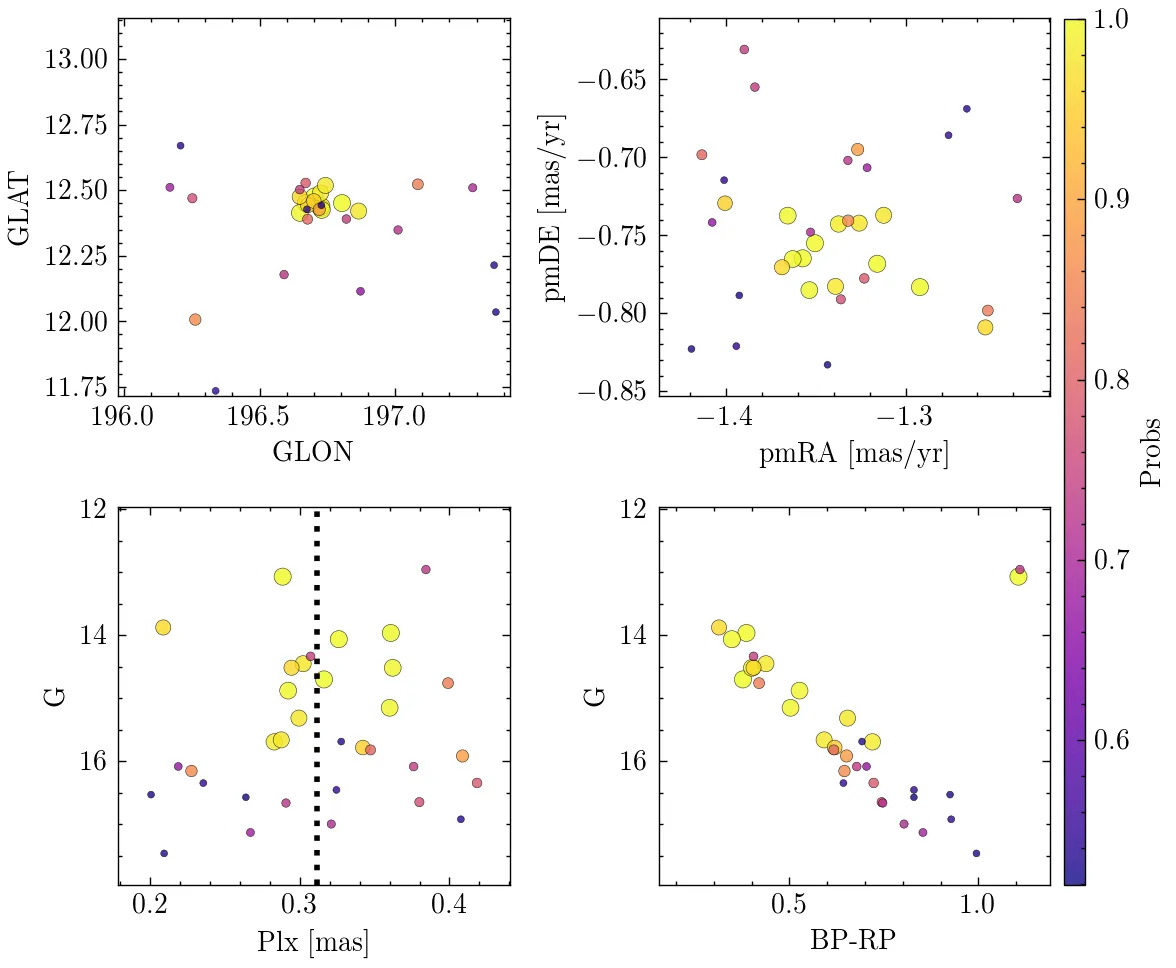 13.00
12.75
12.50
12.25
12.00
11.75
GLAT
196.0 196.5 197.0
GLON
−0.65
−0.70
−0.75
−0.80
−0.85
pmDE [mas/yr]
−1.4 −1.3
pmRA [mas/yr]
1.0
0.9
0.8
0.7
0.6
Probs
12
14
16
G
0.2 0.3 0.4
Plx [mas]
12
14
16
G
0.5 1.0
BP-RP